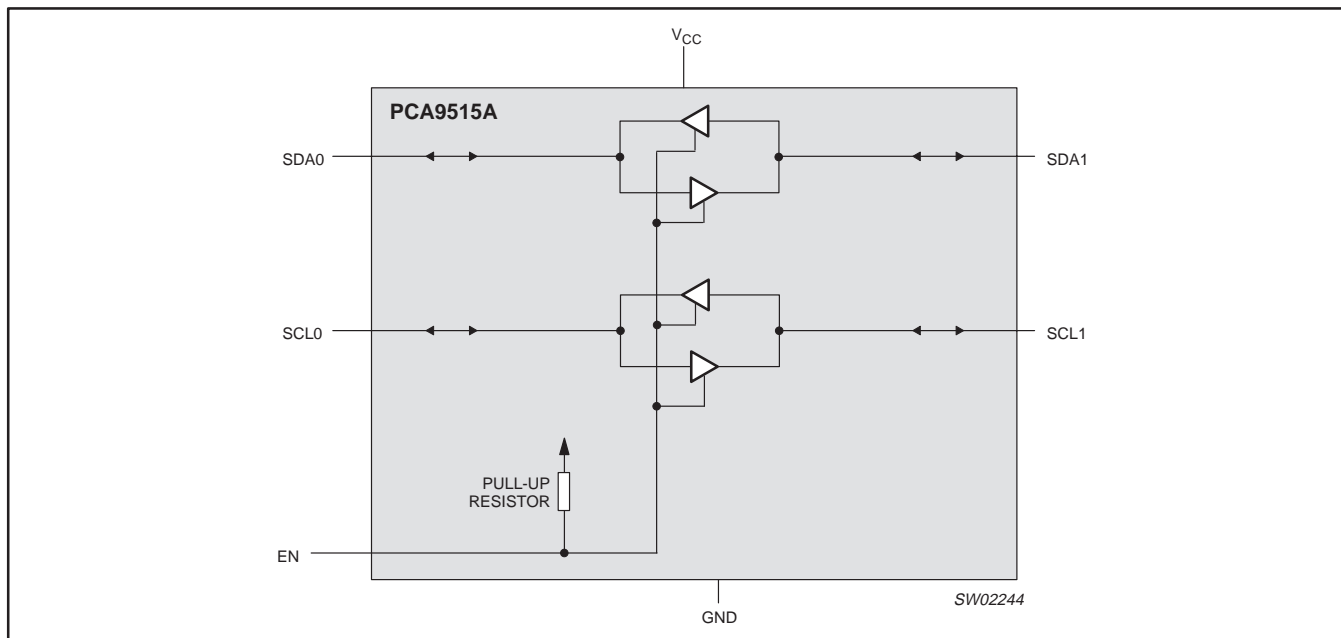 VCC
PCA9515A
SDA0
SDA1
SCL0
SCL1
PULL-UP
RESISTOR
EN
SW02244
GND